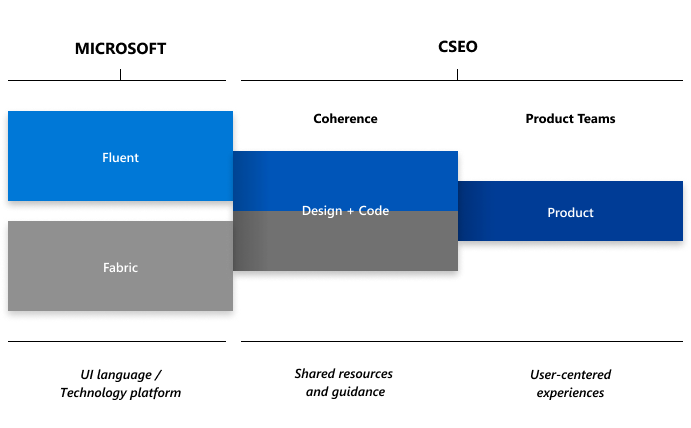 MICROSOFT
CSEO
Coherence
Product Teams
Fluent
Design + Code
Product
Fabric
UI language /
Technology platform
Shared resources
and guidance
User-centered
experiences